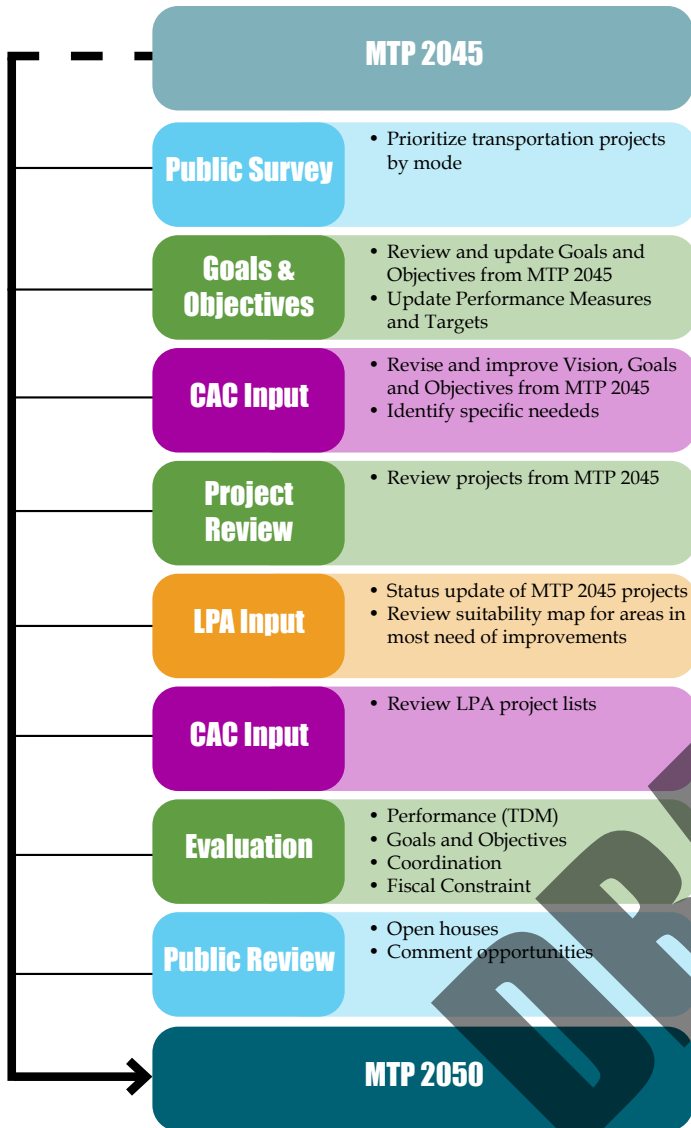 MTP 2045
Public Survey
• Prioritize transportation projects
by mode
Goals &
Objectives
• Review and update Goals and
Objectives from MTP 2045
• Update Performance Measures
and Targets
CAC Input
• Revise and improve Vision, Goals
and Objectives from MTP 2045
• Identify specific neededs
Project
Review
• Review projects from MTP 2045
LPA Input
• Status update of MTP 2045 projects
• Review suitability map for areas in
most need of improvements
CAC Input
• Review LPA project lists
Evaluation
• Performance (TDM)
• Goals and Objectives
• Coordination
• Fiscal Constraint
Public Review
• Open houses
• Comment opportunities
MTP 2050